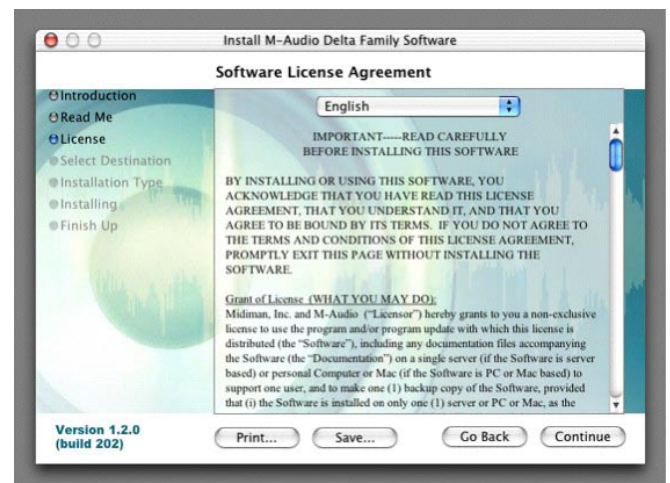 Install M-Audio Delta Family Software
Software License Agreement
Introduction
Read Me
License
Select Destination
Installation Type
Installing
Finish Up
English
IMPORTANT-----READ CAREFULLY
BEFORE INSTALLING THIS SOFTWARE
BY INSTALLING OR USING THIS SOFTWARE, YOU
ACKNOWLEDGE THAT YOU HAVE READ THIS LICENSE
AGREEMENT, THAT YOU UNDERSTAND IT, AND THAT YOU
AGREE TO BE BOUND BY ITS TERMS. IF YOU DO NOT AGREE TO
THE TERMS AND CONDITIONS OF THIS LICENSE AGREEMENT,
PROMPTLY EXIT THIS PAGE WITHOUT INSTALLING THE
SOFTWARE.
Grant of License (WHAT YOU MAY DO):
Midiman, Inc. and M-Audio (“Licensor”) hereby grants to you a non-exclusive
license to use the program and/or program update with which this license is
distributed (the “Software”), including any documentation files accompanying
the Software (the “Documentation”) on a single server (if the Software is server
based) or personal Computer or Mac (if the Software is PC or Mac based) to
support one user, and to make one (1) backup copy of the Software, provided
that (i) the Software is installed on only one (1) server or PC or Mac, as the
Version 1.2.0
(build 202)
Print...
Save...
Go Back
Continue